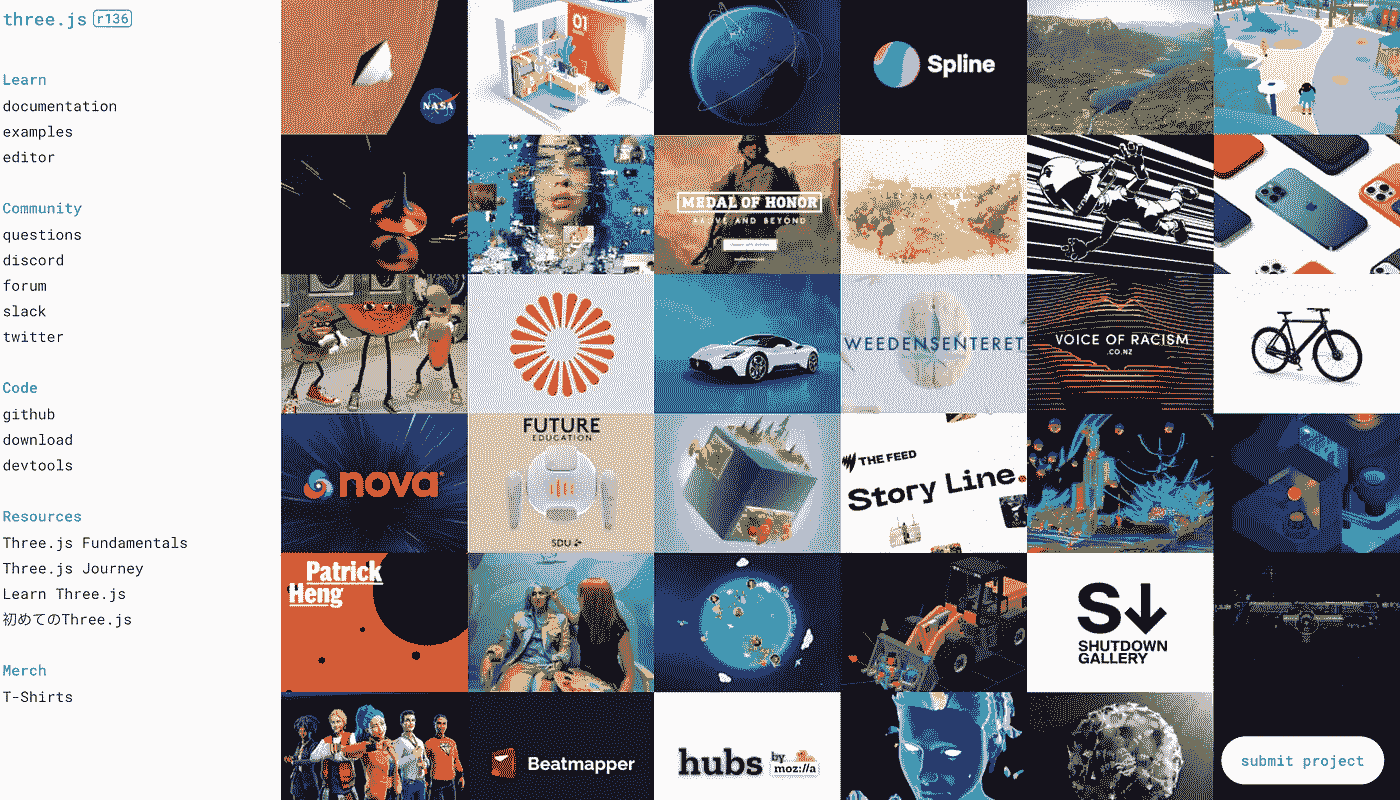 three.js r136
Learn
documentation
examples
editor
Community
questions
discord
forum
slack
twitter
Code
github
download
devtools
Resources
Three.js Fundamentals
Three.js Journey
Learn Three.js
初めてのThree.js
Merch
T-Shirts
NASA
01
Spline
MEDAL OF HONOR
ABOVE AND BEYOND
WEEDENSENTERET
VOICE OF RACISM
.CO.NZ
nova
FUTURE
EDUCATION
SDU
THE FEED
Story Line.
Patrick
Heng
S
SHUTDOWN
GALLERY
Beatmapper
hubs by
moz://a
submit project